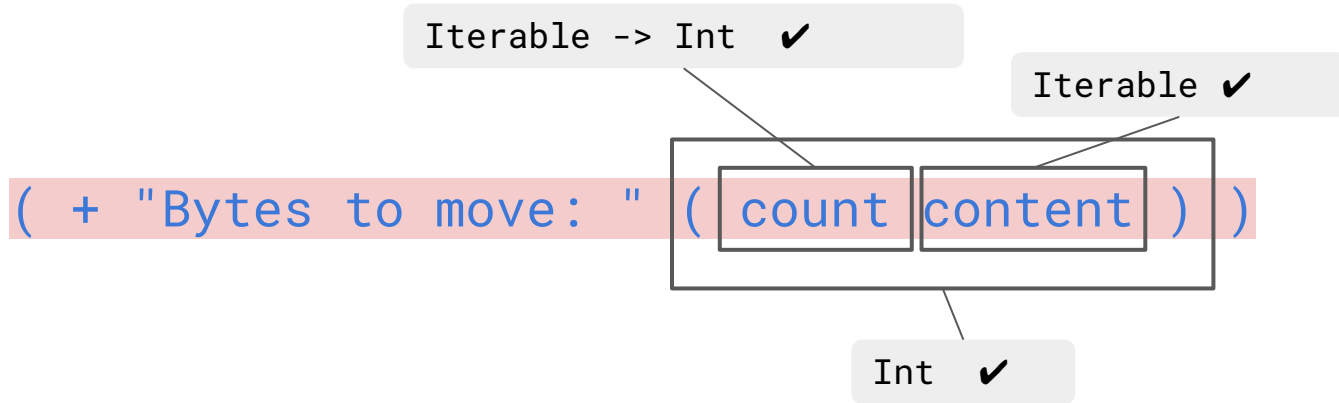 Iterable -> Int ✔
Iterable ✔
( + "Bytes to move: " ( count content ) )
Int ✔